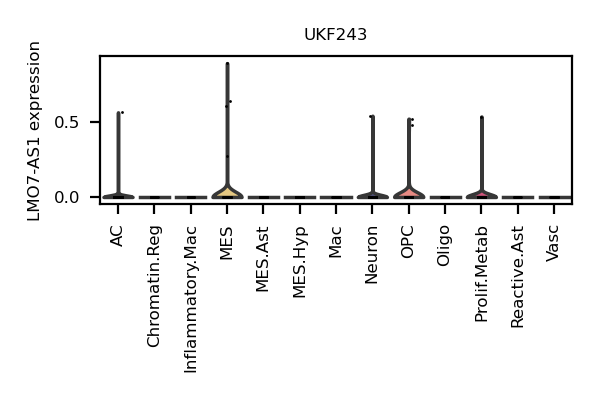 UKF243
LMO7-AS1 expression
0.5
0.0
AC
Chromatin.Reg
Inflammatory.Mac
MES
MES.Ast
MES.Hyp
Mac
Neuron
OPC
Oligo
Prolif.Metab
Reactive.Ast
Vasc